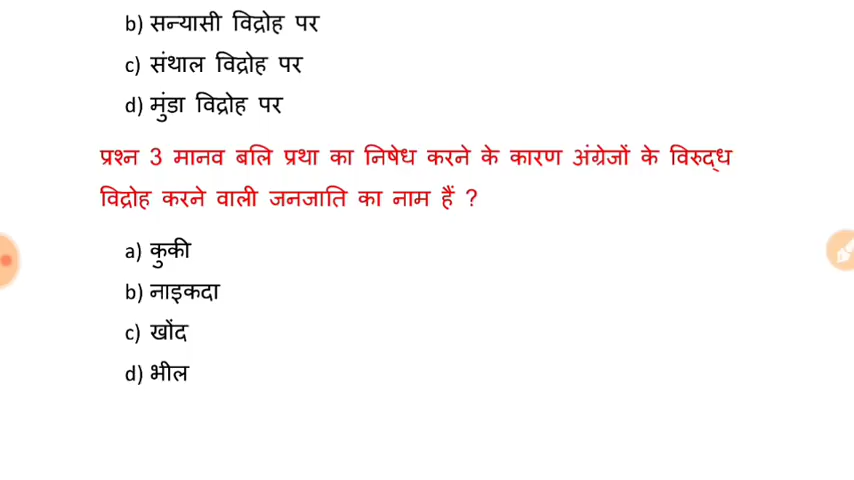 b) सन्यासी विद्रोह पर
c) संथाल विद्रोह पर
d) मुंडा विद्रोह पर
प्रश्न 3 मानव बलि प्रथा का निषेध करने के कारण अंग्रेजों के विरुद्ध
विद्रोह करने वाली जनजाति का नाम हैं ?
a) कुकी
b) नाइकदा
c) खोंद
d) भील